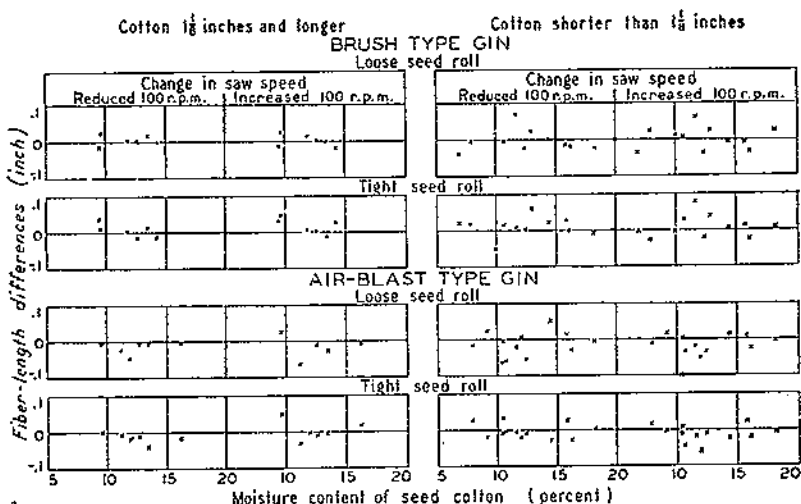 Cotton 1⅛ inches and longer Cotton shorter than 1⅛ inches
BRUSH TYPE GIN
Loose seed roll
Change in saw speed Change in saw speed
Reduced 100 r.p.m. Increased 100 r.p.m. Reduced 100 r.p.m. Increased 100 r.p.m.
.1
0
-.1
Tight seed roll
.1
0
-.1
AIR-BLAST TYPE GIN
Loose seed roll
.1
0
-.1
Tight seed roll
.1
0
-.1
Fiber-length differences (inch)
5 10 15 20 10 15 20 5 10 15 20 10 15 20
Moisture content of seed cotton (percent)